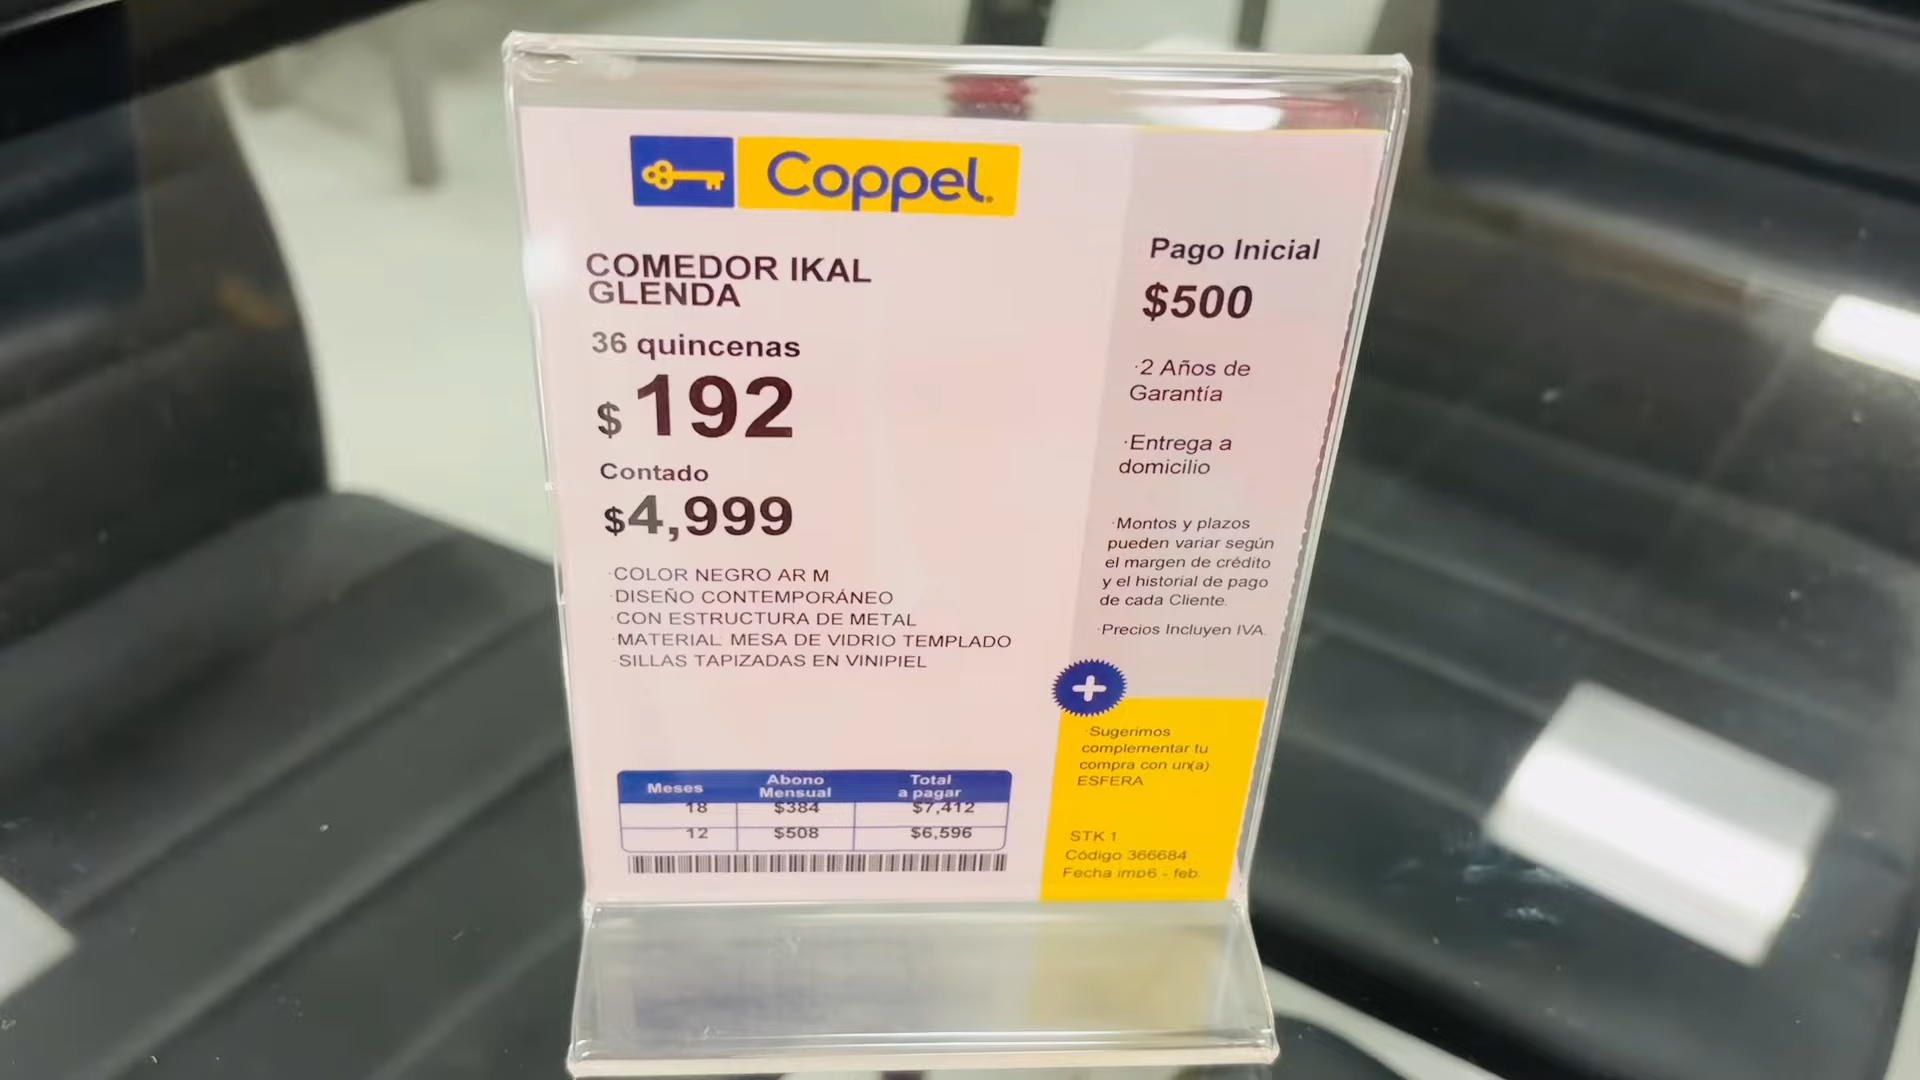 Coppel.
COMEDOR IKAL
GLENDA
36 quincenas
$ 192
Contado
$4,999
·COLOR NEGRO AR M
·DISEÑO CONTEMPORÁNEO
·CON ESTRUCTURA DE METAL
·MATERIAL MESA DE VIDRIO TEMPLADO
·SILLAS TAPIZADAS EN VINIPIEL
Meses Abono Mensual Total a pagar
18 $384 $7,412
12 $508 $6,596
Pago Inicial
$500
·2 Años de
Garantía
·Entrega a
domicilio
·Montos y plazos
pueden variar según
el margen de crédito
y el historial de pago
de cada Cliente.
·Precios Incluyen IVA.
+
·Sugerimos
complementar tu
compra con un(a)
ESFERA
STK 1
Código 366684
Fecha imp6 - feb.